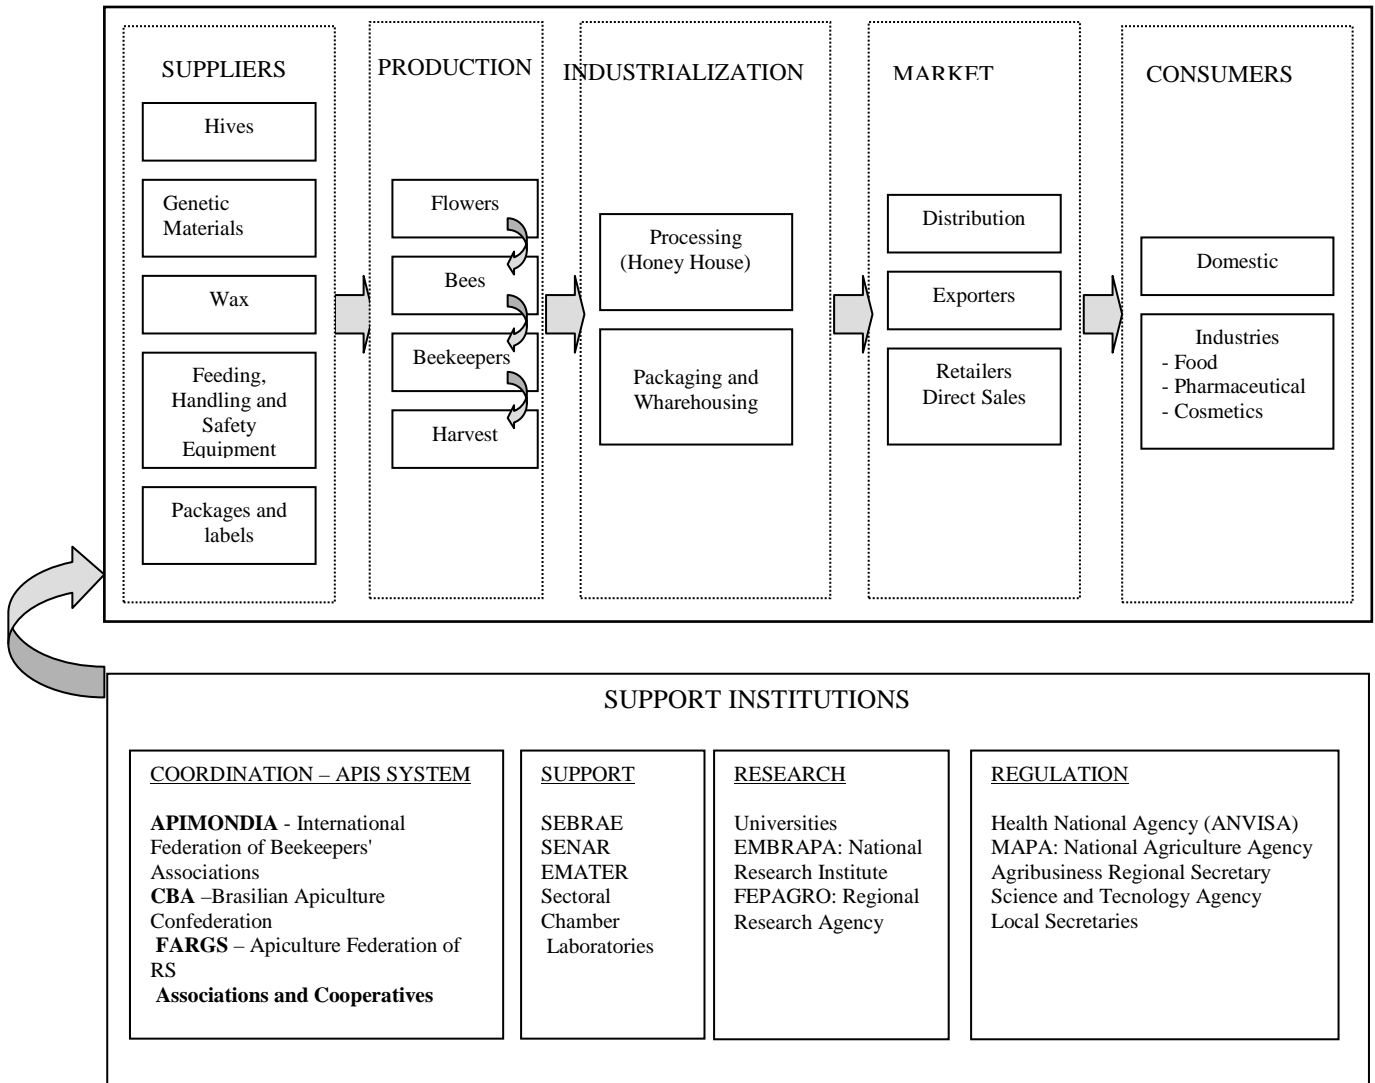 SUPPLIERS
Hives
Genetic
Materials
Wax
Feeding,
Handling and
Safety
Equipment
Packages and
labels
PRODUCTION
Flowers
Bees
Beekeepers
Harvest
INDUSTRIALIZATION
Processing
(Honey House)
Packaging and
Wharehousing
MARKET
Distribution
Exporters
Retailers
Direct Sales
CONSUMERS
Domestic
Industries
- Food
- Pharmaceutical
- Cosmetics
SUPPORT INSTITUTIONS
COORDINATION – APIS SYSTEM
APIMONDIA - International
Federation of Beekeepers'
Associations
CBA –Brasilian Apiculture
Confederation
FARGS – Apiculture Federation of
RS
Associations and Cooperatives
SUPPORT
SEBRAE
SENAR
EMATER
Sectoral
Chamber
Laboratories
RESEARCH
Universities
EMBRAPA: National
Research Institute
FEPAGRO: Regional
Research Agency
REGULATION
Health National Agency (ANVISA)
MAPA: National Agriculture Agency
Agribusiness Regional Secretary
Science and Tecnology Agency
Local Secretaries